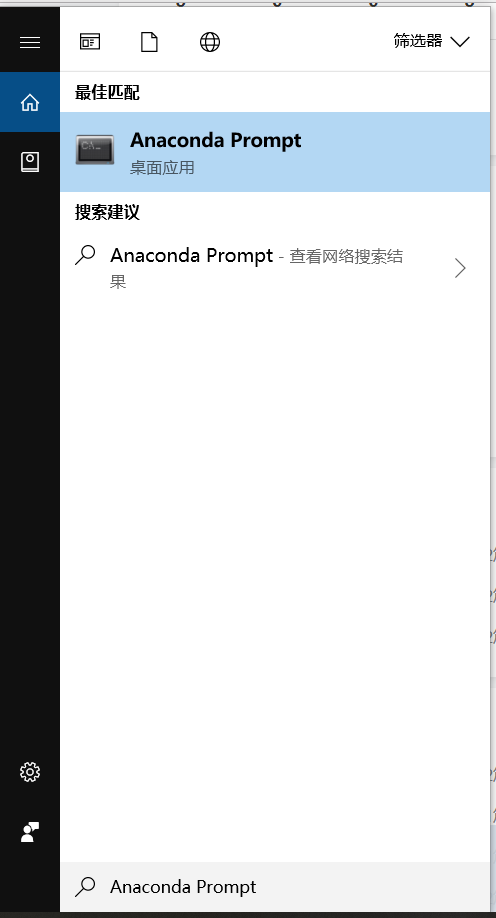 筛选器
最佳匹配
Anaconda Prompt
桌面应用
搜索建议
Anaconda Prompt - 查看网络搜索结
果
Anaconda Prompt